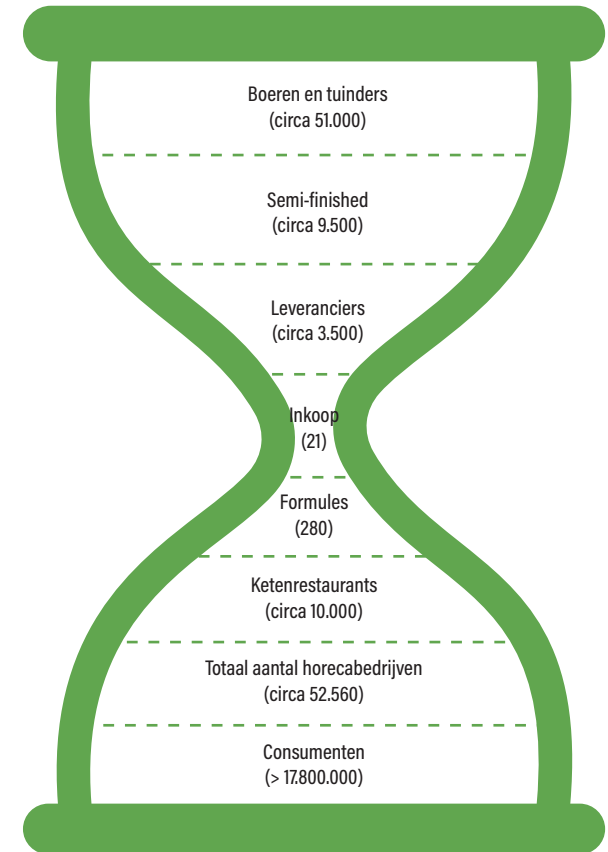 Boeren en tuinders
(circa 51.000)
Semi-finished
(circa 9.500)
Leveranciers
(circa 3.500)
Inkoop
(21)
Formules
(280)
Ketenrestaurants
(circa 10.000)
Totaal aantal horecabedrijven
(circa 52.560)
Consumenten
(> 17.800.000)